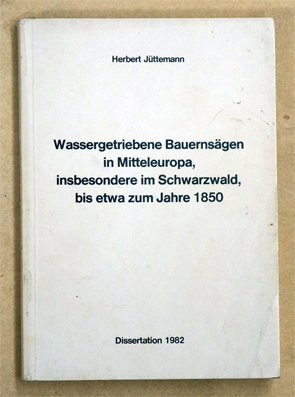 Herbert Jüttemann
Wassergetriebene Bauernsägen
in Mitteleuropa,
insbesondere im Schwarzwald,
bis etwa zum Jahre 1850
Dissertation 1982